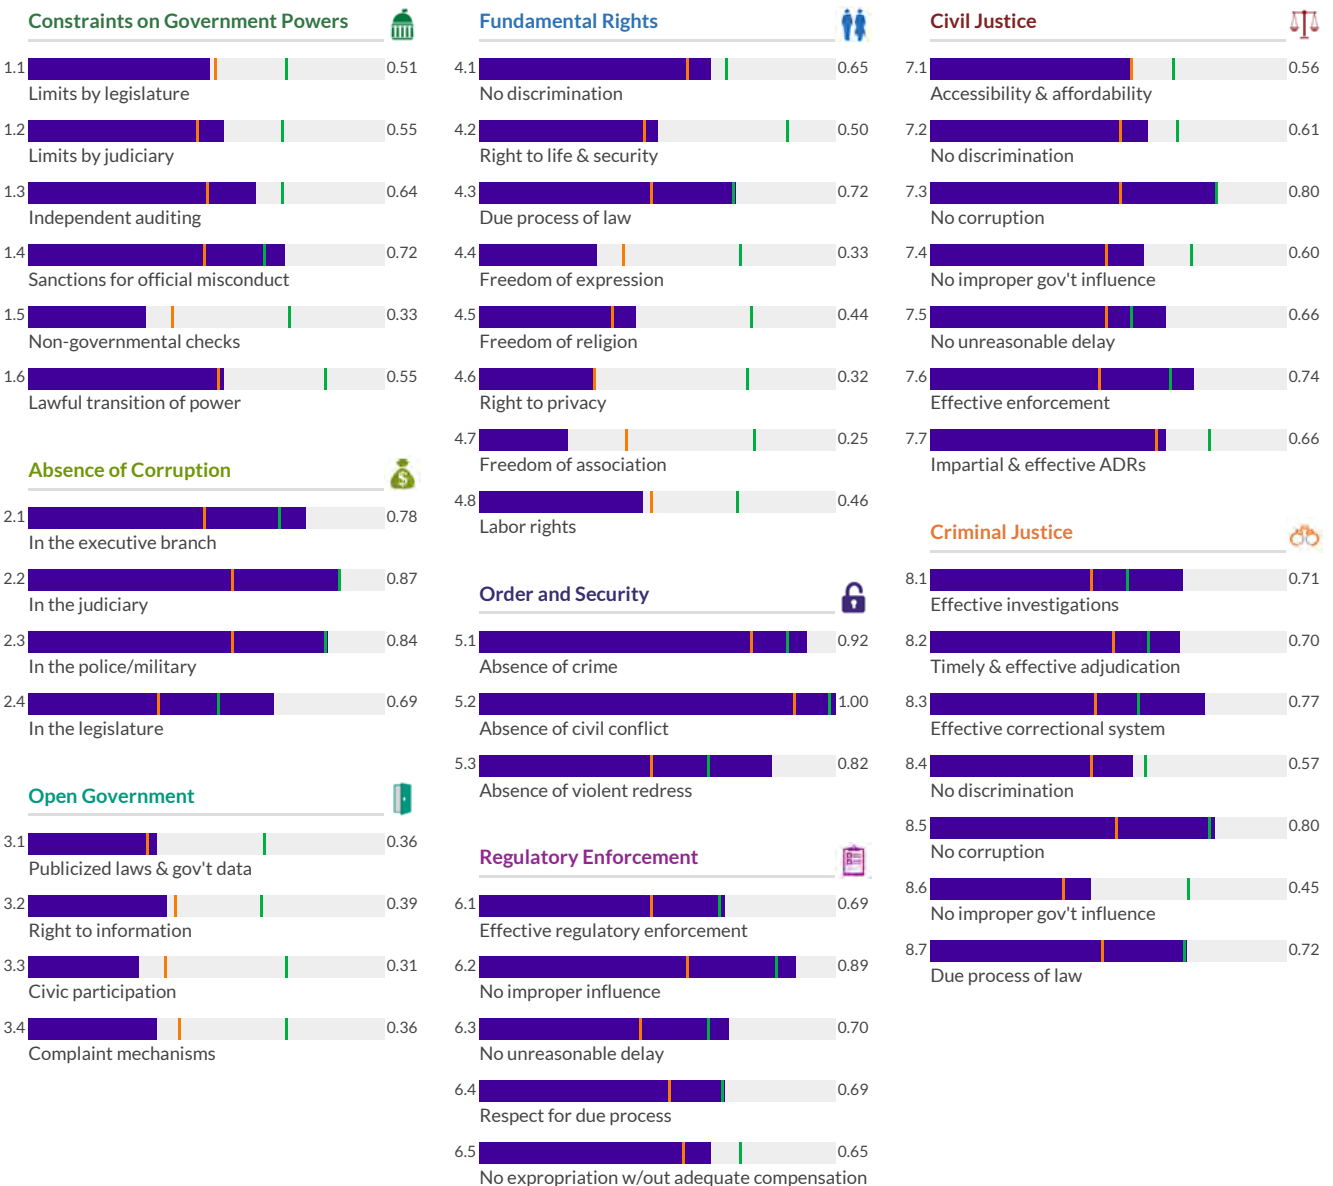 Constraints on Government Powers
1.1 0.51
Limits by legislature
1.2 0.55
Limits by judiciary
1.3 0.64
Independent auditing
1.4 0.72
Sanctions for official misconduct
1.5 0.33
Non-governmental checks
1.6 0.55
Lawful transition of power
Absence of Corruption
$
2.1 0.78
In the executive branch
2.2 0.87
In the judiciary
2.3 0.84
In the police/military
2.4 0.69
In the legislature
Open Government
3.1 0.36
Publicized laws & gov't data
3.2 0.39
Right to information
3.3 0.31
Civic participation
3.4 0.36
Complaint mechanisms
Fundamental Rights
4.1 0.65
No discrimination
4.2 0.50
Right to life & security
4.3 0.72
Due process of law
4.4 0.33
Freedom of expression
4.5 0.44
Freedom of religion
4.6 0.32
Right to privacy
4.7 0.25
Freedom of association
4.8 0.46
Labor rights
Order and Security
5.1 0.92
Absence of crime
5.2 1.00
Absence of civil conflict
5.3 0.82
Absence of violent redress
Regulatory Enforcement
6.1 0.69
Effective regulatory enforcement
6.2 0.89
No improper influence
6.3 0.70
No unreasonable delay
6.4 0.69
Respect for due process
6.5 0.65
No expropriation w/out adequate compensation
Civil Justice
7.1 0.56
Accessibility & affordability
7.2 0.61
No discrimination
7.3 0.80
No corruption
7.4 0.60
No improper gov't influence
7.5 0.66
No unreasonable delay
7.6 0.74
Effective enforcement
7.7 0.66
Impartial & effective ADRs
Criminal Justice
8.1 0.71
Effective investigations
8.2 0.70
Timely & effective adjudication
8.3 0.77
Effective correctional system
8.4 0.57
No discrimination
8.5 0.80
No corruption
8.6 0.45
No improper gov't influence
8.7 0.72
Due process of law